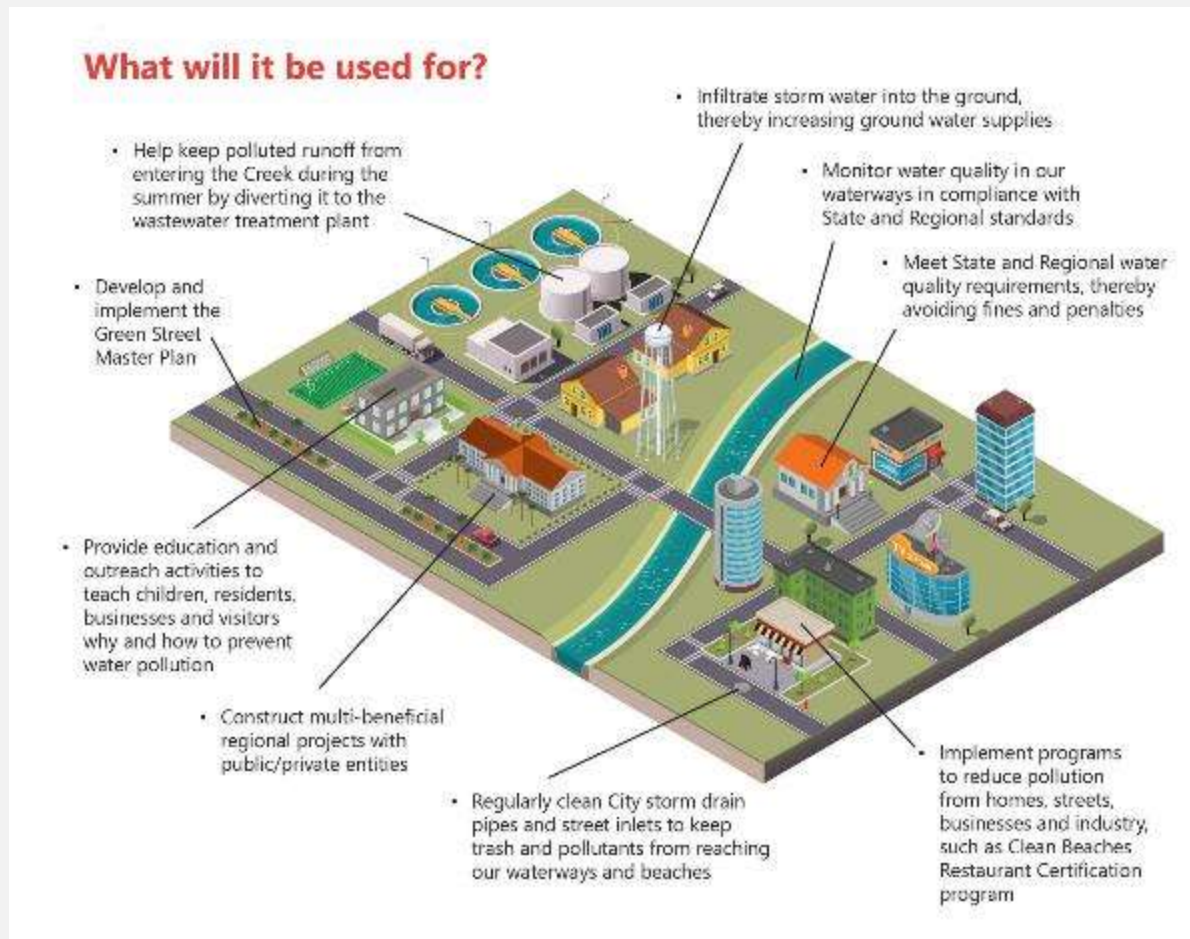 What will it be used for?
• Infiltrate storm water into the ground,
thereby increasing ground water supplies
• Help keep polluted runoff from
entering the Creek during the
summer by diverting it to the
wastewater treatment plant
• Monitor water quality in our
waterways in compliance with
State and Regional standards
• Meet State and Regional water
quality requirements, thereby
avoiding fines and penalties
• Develop and
implement the
Green Street
Master Plan
• Provide education and
outreach activities to
teach children, residents,
businesses and visitors
why and how to prevent
water pollution
• Construct multi-beneficial
regional projects with
public/private entities
• Regularly clean City storm drain
pipes and street inlets to keep
trash and pollutants from reaching
our waterways and beaches
• Implement programs
to reduce pollution
from homes, streets,
businesses and industry,
such as Clean Beaches
Restaurant Certification
program